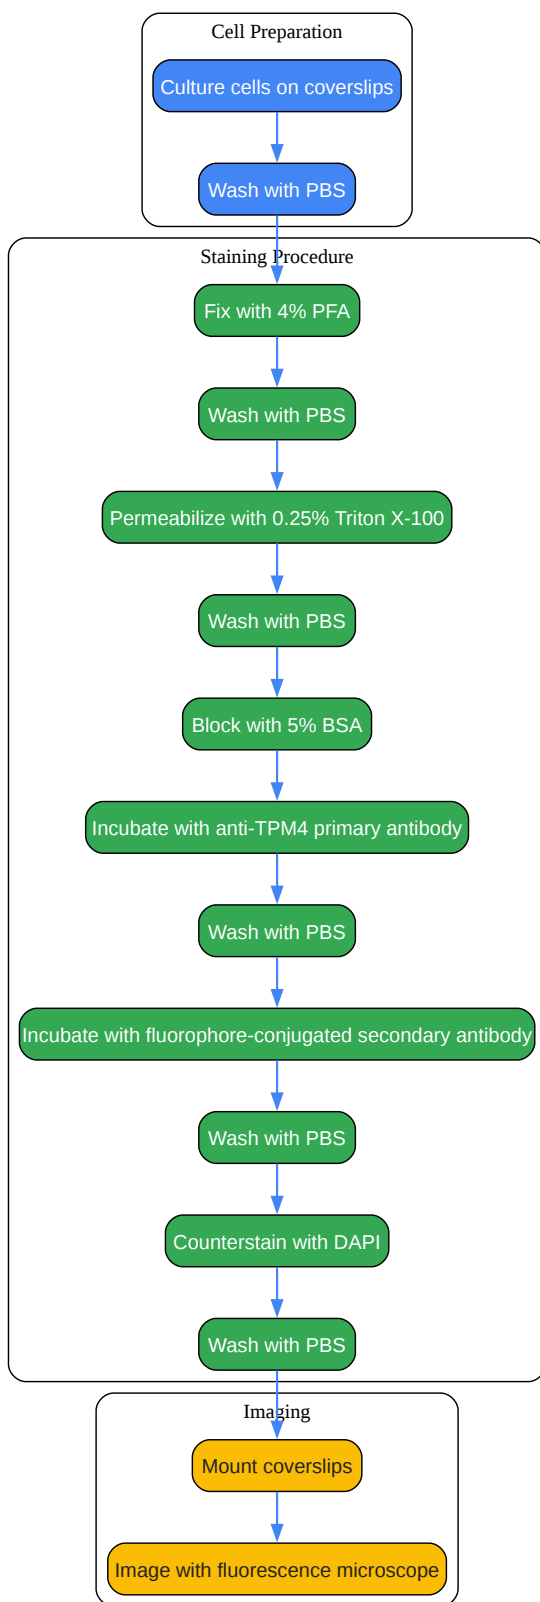 Cell Preparation
Culture cells on coverslips
Wash with PBS
Staining Procedure
Fix with 4% PFA
Wash with PBS
Permeabilize with 0.25% Triton X-100
Wash with PBS
Block with 5% BSA
Incubate with anti-TPM4 primary antibody
Wash with PBS
Incubate with fluorophore-conjugated secondary antibody
Wash with PBS
Counterstain with DAPI
Wash with PBS
Imaging
Mount coverslips
Image with fluorescence microscope